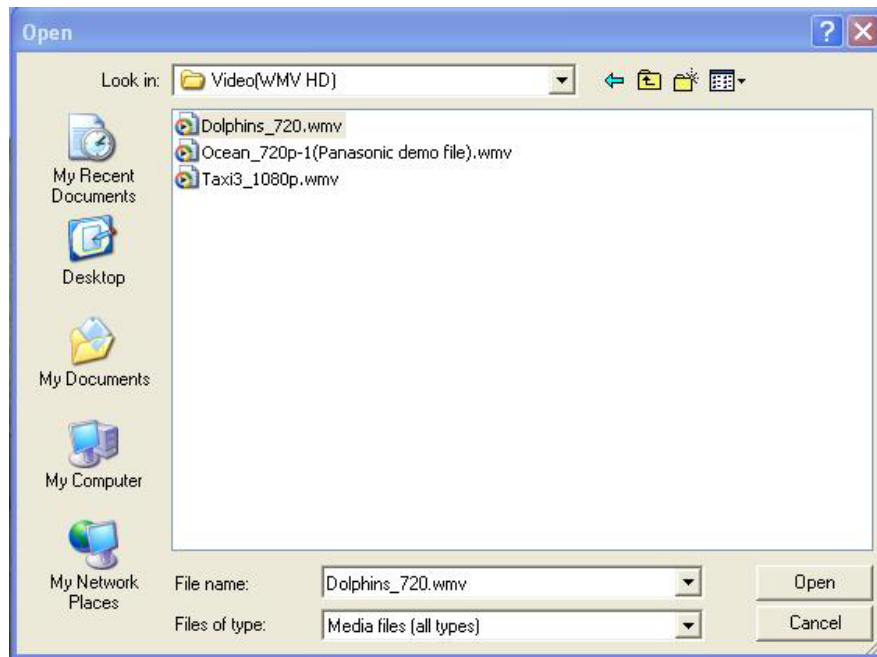 Open
Look in: Video(WMV HD)
Dolphins_720.wmv
Ocean_720p-1(Panasonic demo file).wmv
Taxi3_1080p.wmv
My Recent
Documents
Desktop
My Documents
My Computer
My Network
Places
File name: Dolphins_720.wmv Open
Files of type: Media files (all types) Cancel